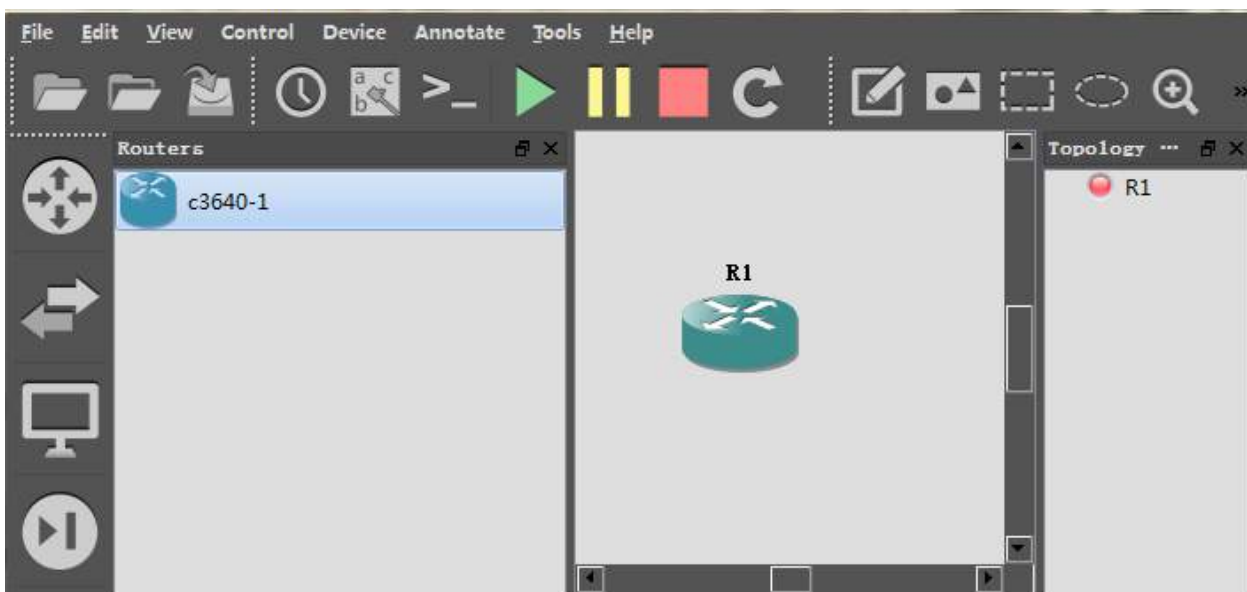 File Edit View Control Device Annotate Tools Help
a c
b
>_
»
Routers
Topology ...
c3640-1
R1
R1